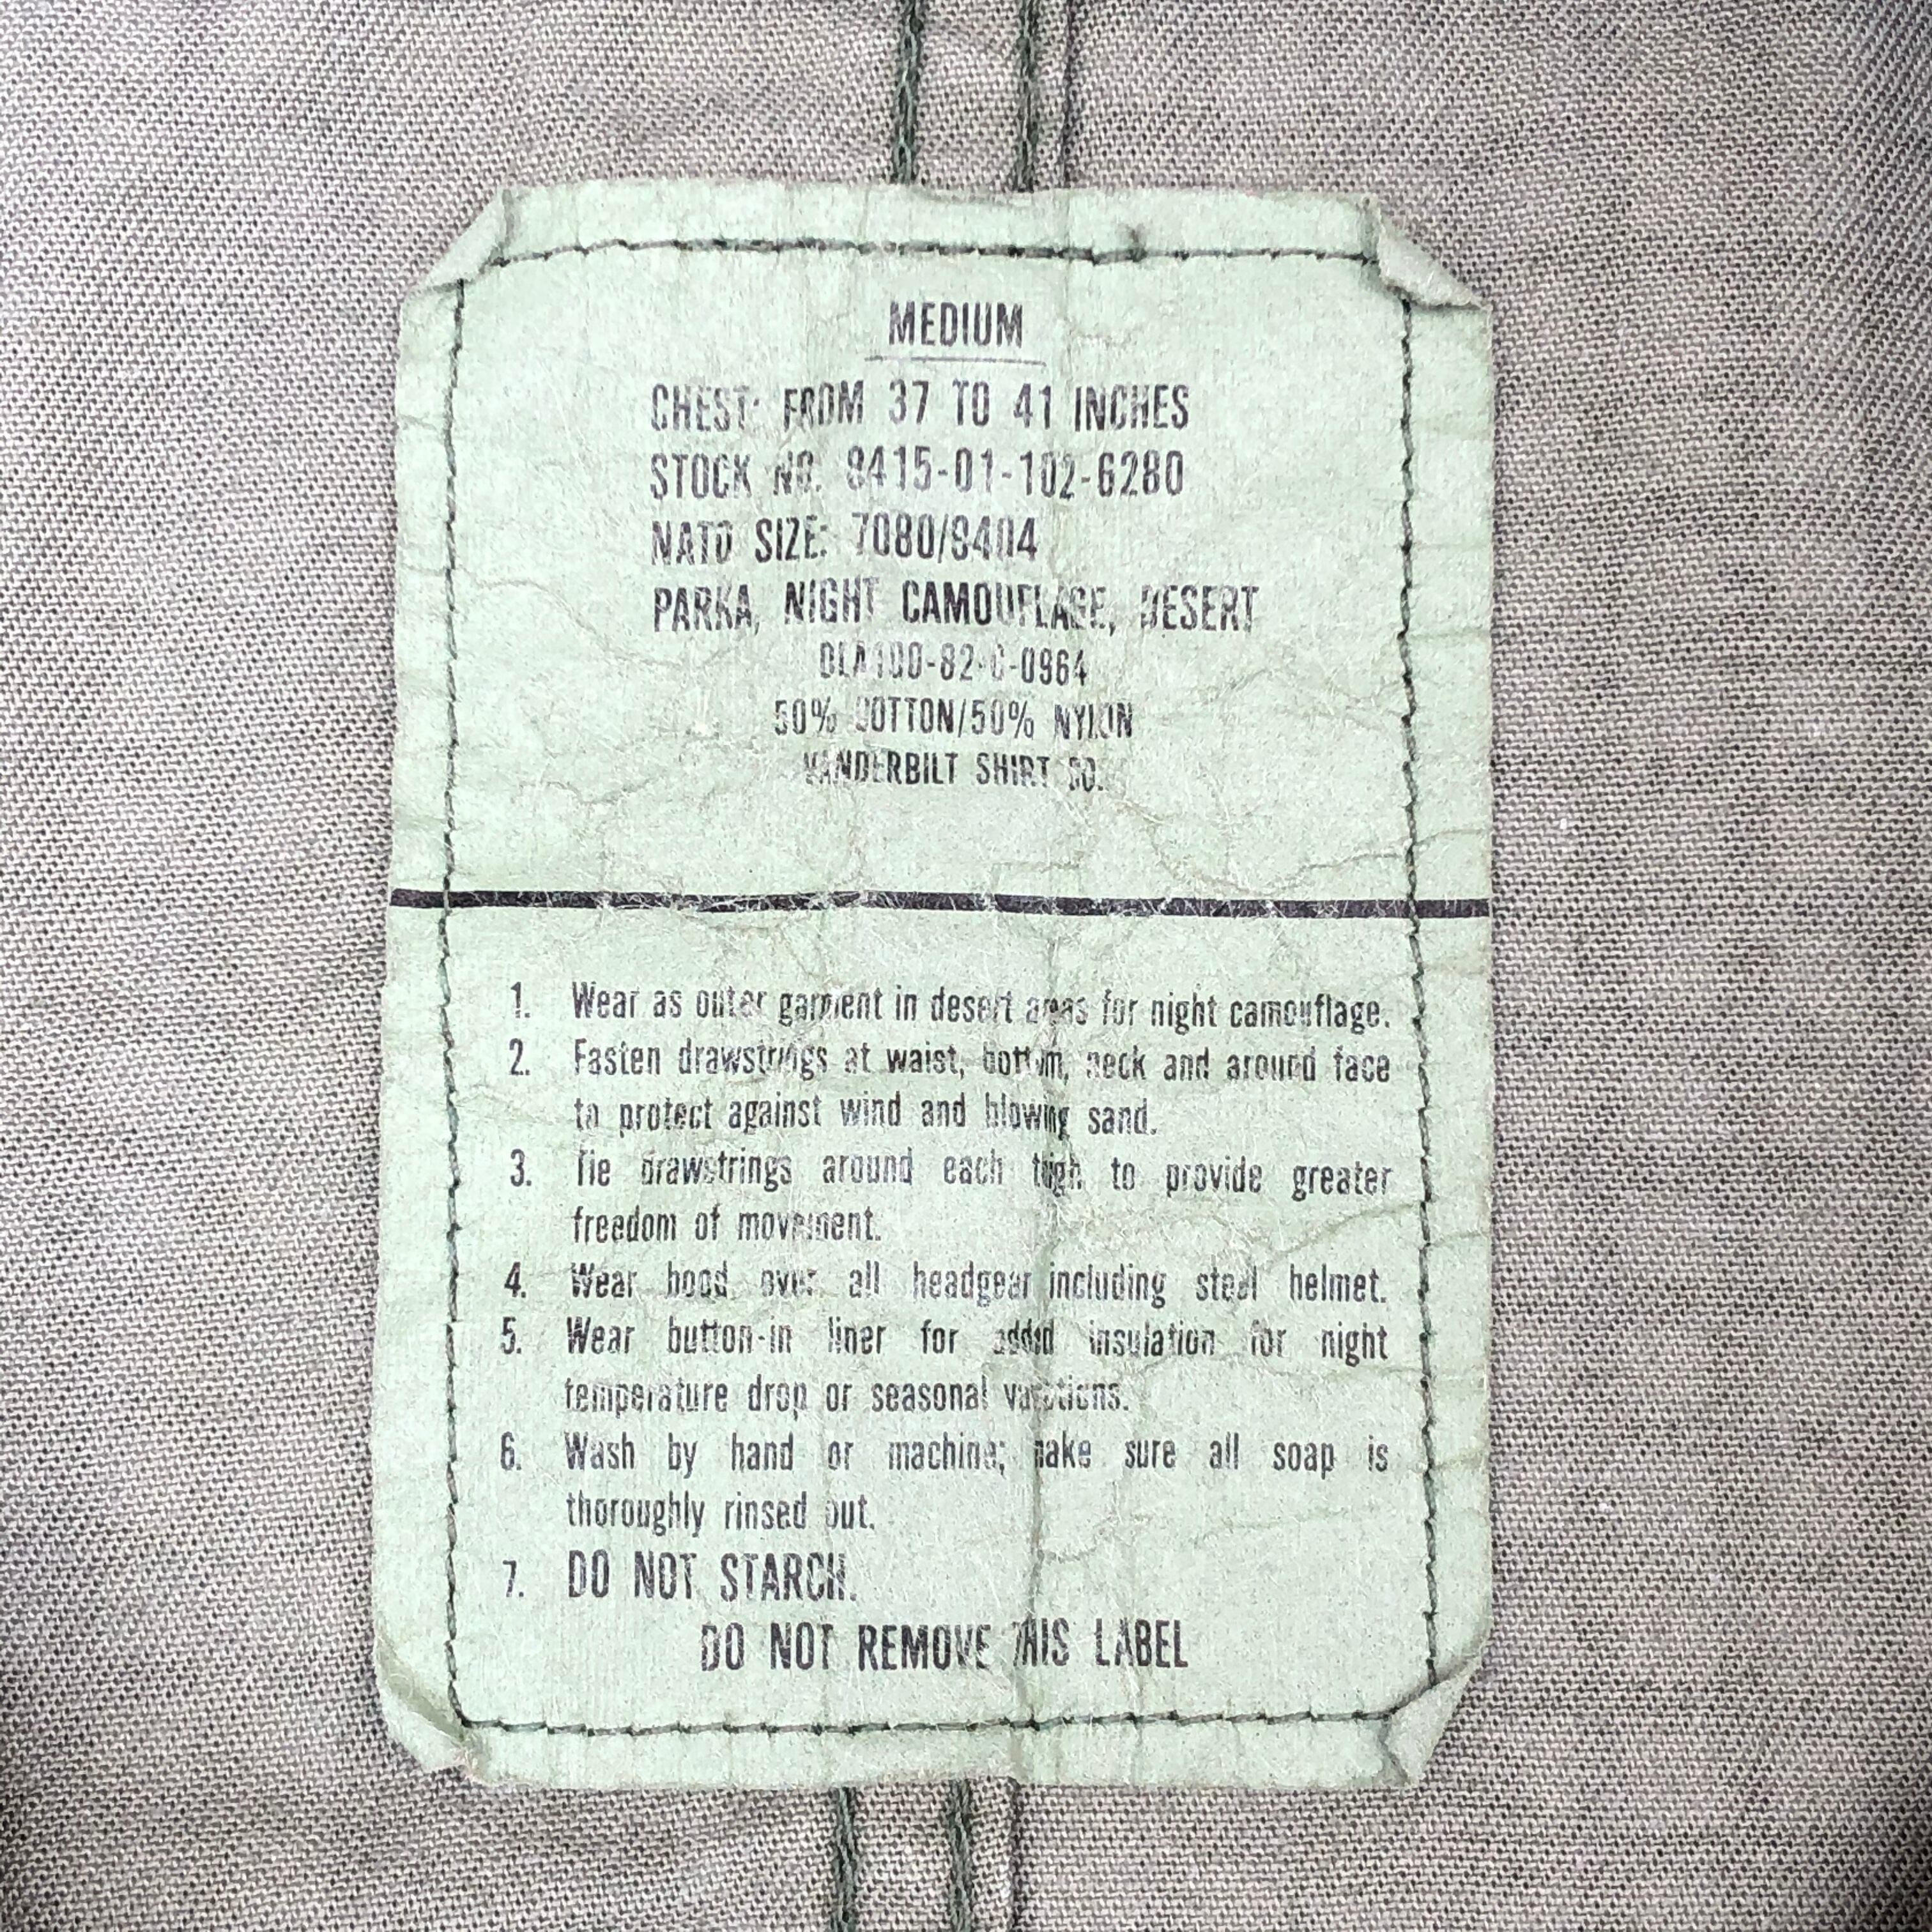 MEDIUM
CHEST: FROM 37 TO 41 INCHES
STOCK NO. 8415-01-102-6280
NATO SIZE: 7080/9404
PARKA, NIGHT CAMOUFLAGE, DESERT
DLA100-82-C-0964
50% COTTON/50% NYLON
VANDERBILT SHIRT CO.
1. Wear as outer garment in desert areas for night camouflage.
2. Fasten drawstrings at waist, bottom, neck and around face
to protect against wind and blowing sand.
3. Tie drawstrings around each thigh to provide greater
freedom of movement.
4. Wear hood over all headgear including steel helmet.
5. Wear button-in liner for added insulation for night
temperature drop or seasonal variations.
6. Wash by hand or machine; make sure all soap is
thoroughly rinsed out.
7. DO NOT STARCH.
DO NOT REMOVE THIS LABEL